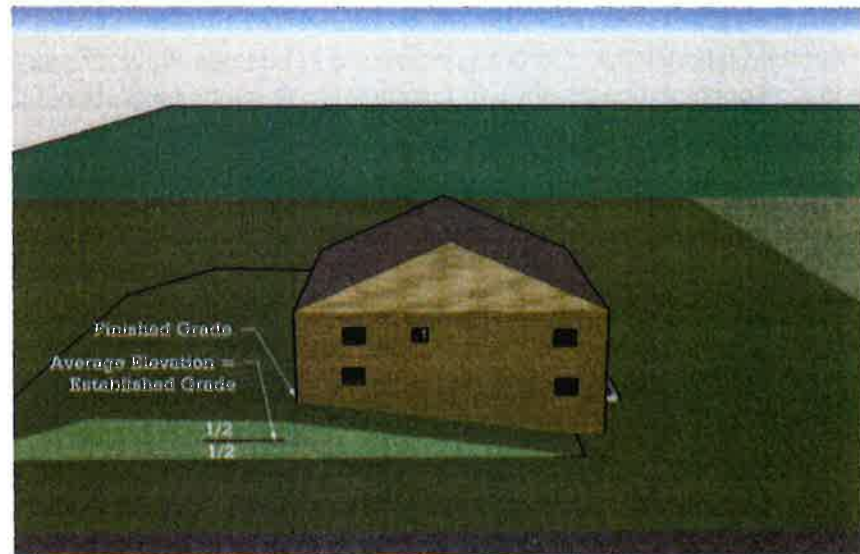 Finished Grade
Average Elevation =
Established Grade
1/2
1/2